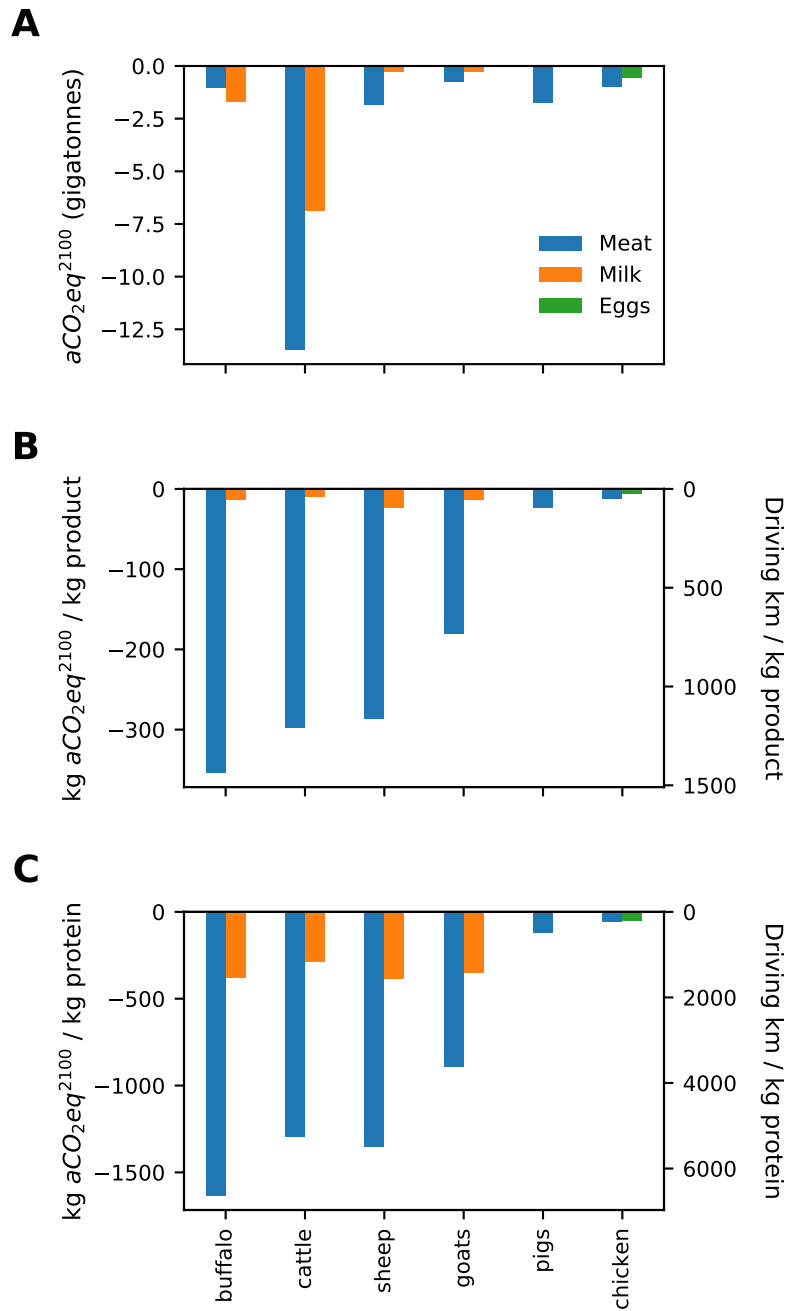 A
aCO₂eq²¹⁰⁰ (gigatonnes)
0.0
−2.5
−5.0
−7.5
−10.0
−12.5
Meat
Milk
Eggs
B
kg aCO₂eq²¹⁰⁰ / kg product
0
−100
−200
−300
0
500
1000
1500
Driving km / kg product
C
kg aCO₂eq²¹⁰⁰ / kg protein
0
−500
−1000
−1500
0
2000
4000
6000
Driving km / kg protein
buffalo
cattle
sheep
goats
pigs
chicken